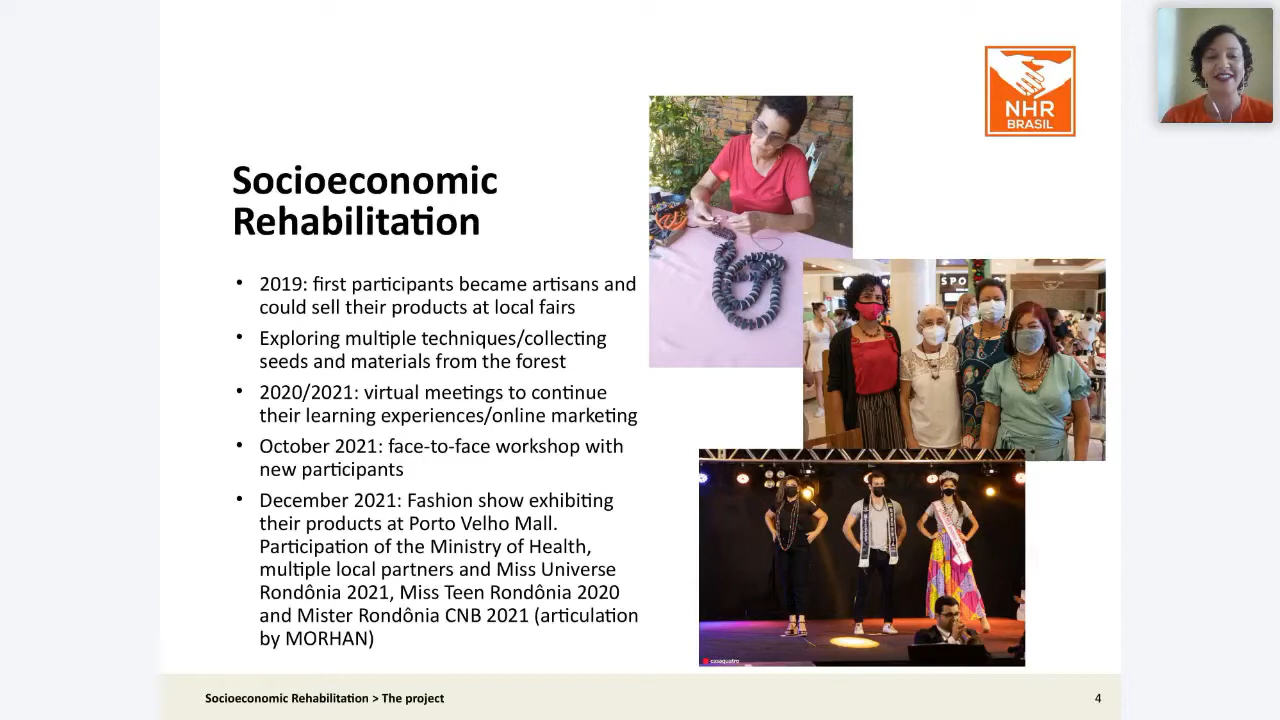 NHR
BRASIL
Socioeconomic
Rehabilitation
• 2019: first participants became artisans and
could sell their products at local fairs
• Exploring multiple techniques/collecting
seeds and materials from the forest
• 2020/2021: virtual meetings to continue
their learning experiences/online marketing
• October 2021: face-to-face workshop with
new participants
• December 2021: Fashion show exhibiting
their products at Porto Velho Mall.
Participation of the Ministry of Health,
multiple local partners and Miss Universe
Rondônia 2021, Miss Teen Rondônia 2020
and Mister Rondônia CNB 2021 (articulation
by MORHAN)
SPO
casaquatro
Socioeconomic Rehabilitation > The project
4